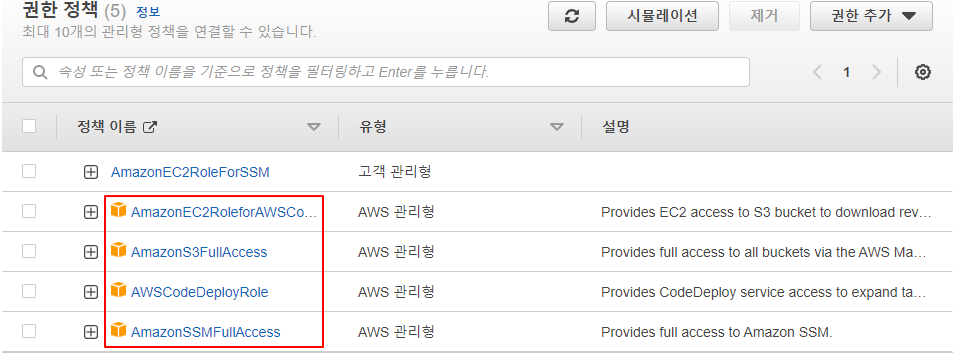 권한 정책 (5) 정보
최대 10개의 관리형 정책을 연결할 수 있습니다.
시뮬레이션
제거
권한 추가
속성 또는 정책 이름을 기준으로 정책을 필터링하고 Enter를 누릅니다.
1
정책 이름 유형 설명
AmazonEC2RoleForSSM 고객 관리형
AmazonEC2RoleforAWSCo... AWS 관리형 Provides EC2 access to S3 bucket to download rev...
AmazonS3FullAccess AWS 관리형 Provides full access to all buckets via the AWS Ma...
AWSCodeDeployRole AWS 관리형 Provides CodeDeploy service access to expand ta...
AmazonSSMFullAccess AWS 관리형 Provides full access to Amazon SSM.